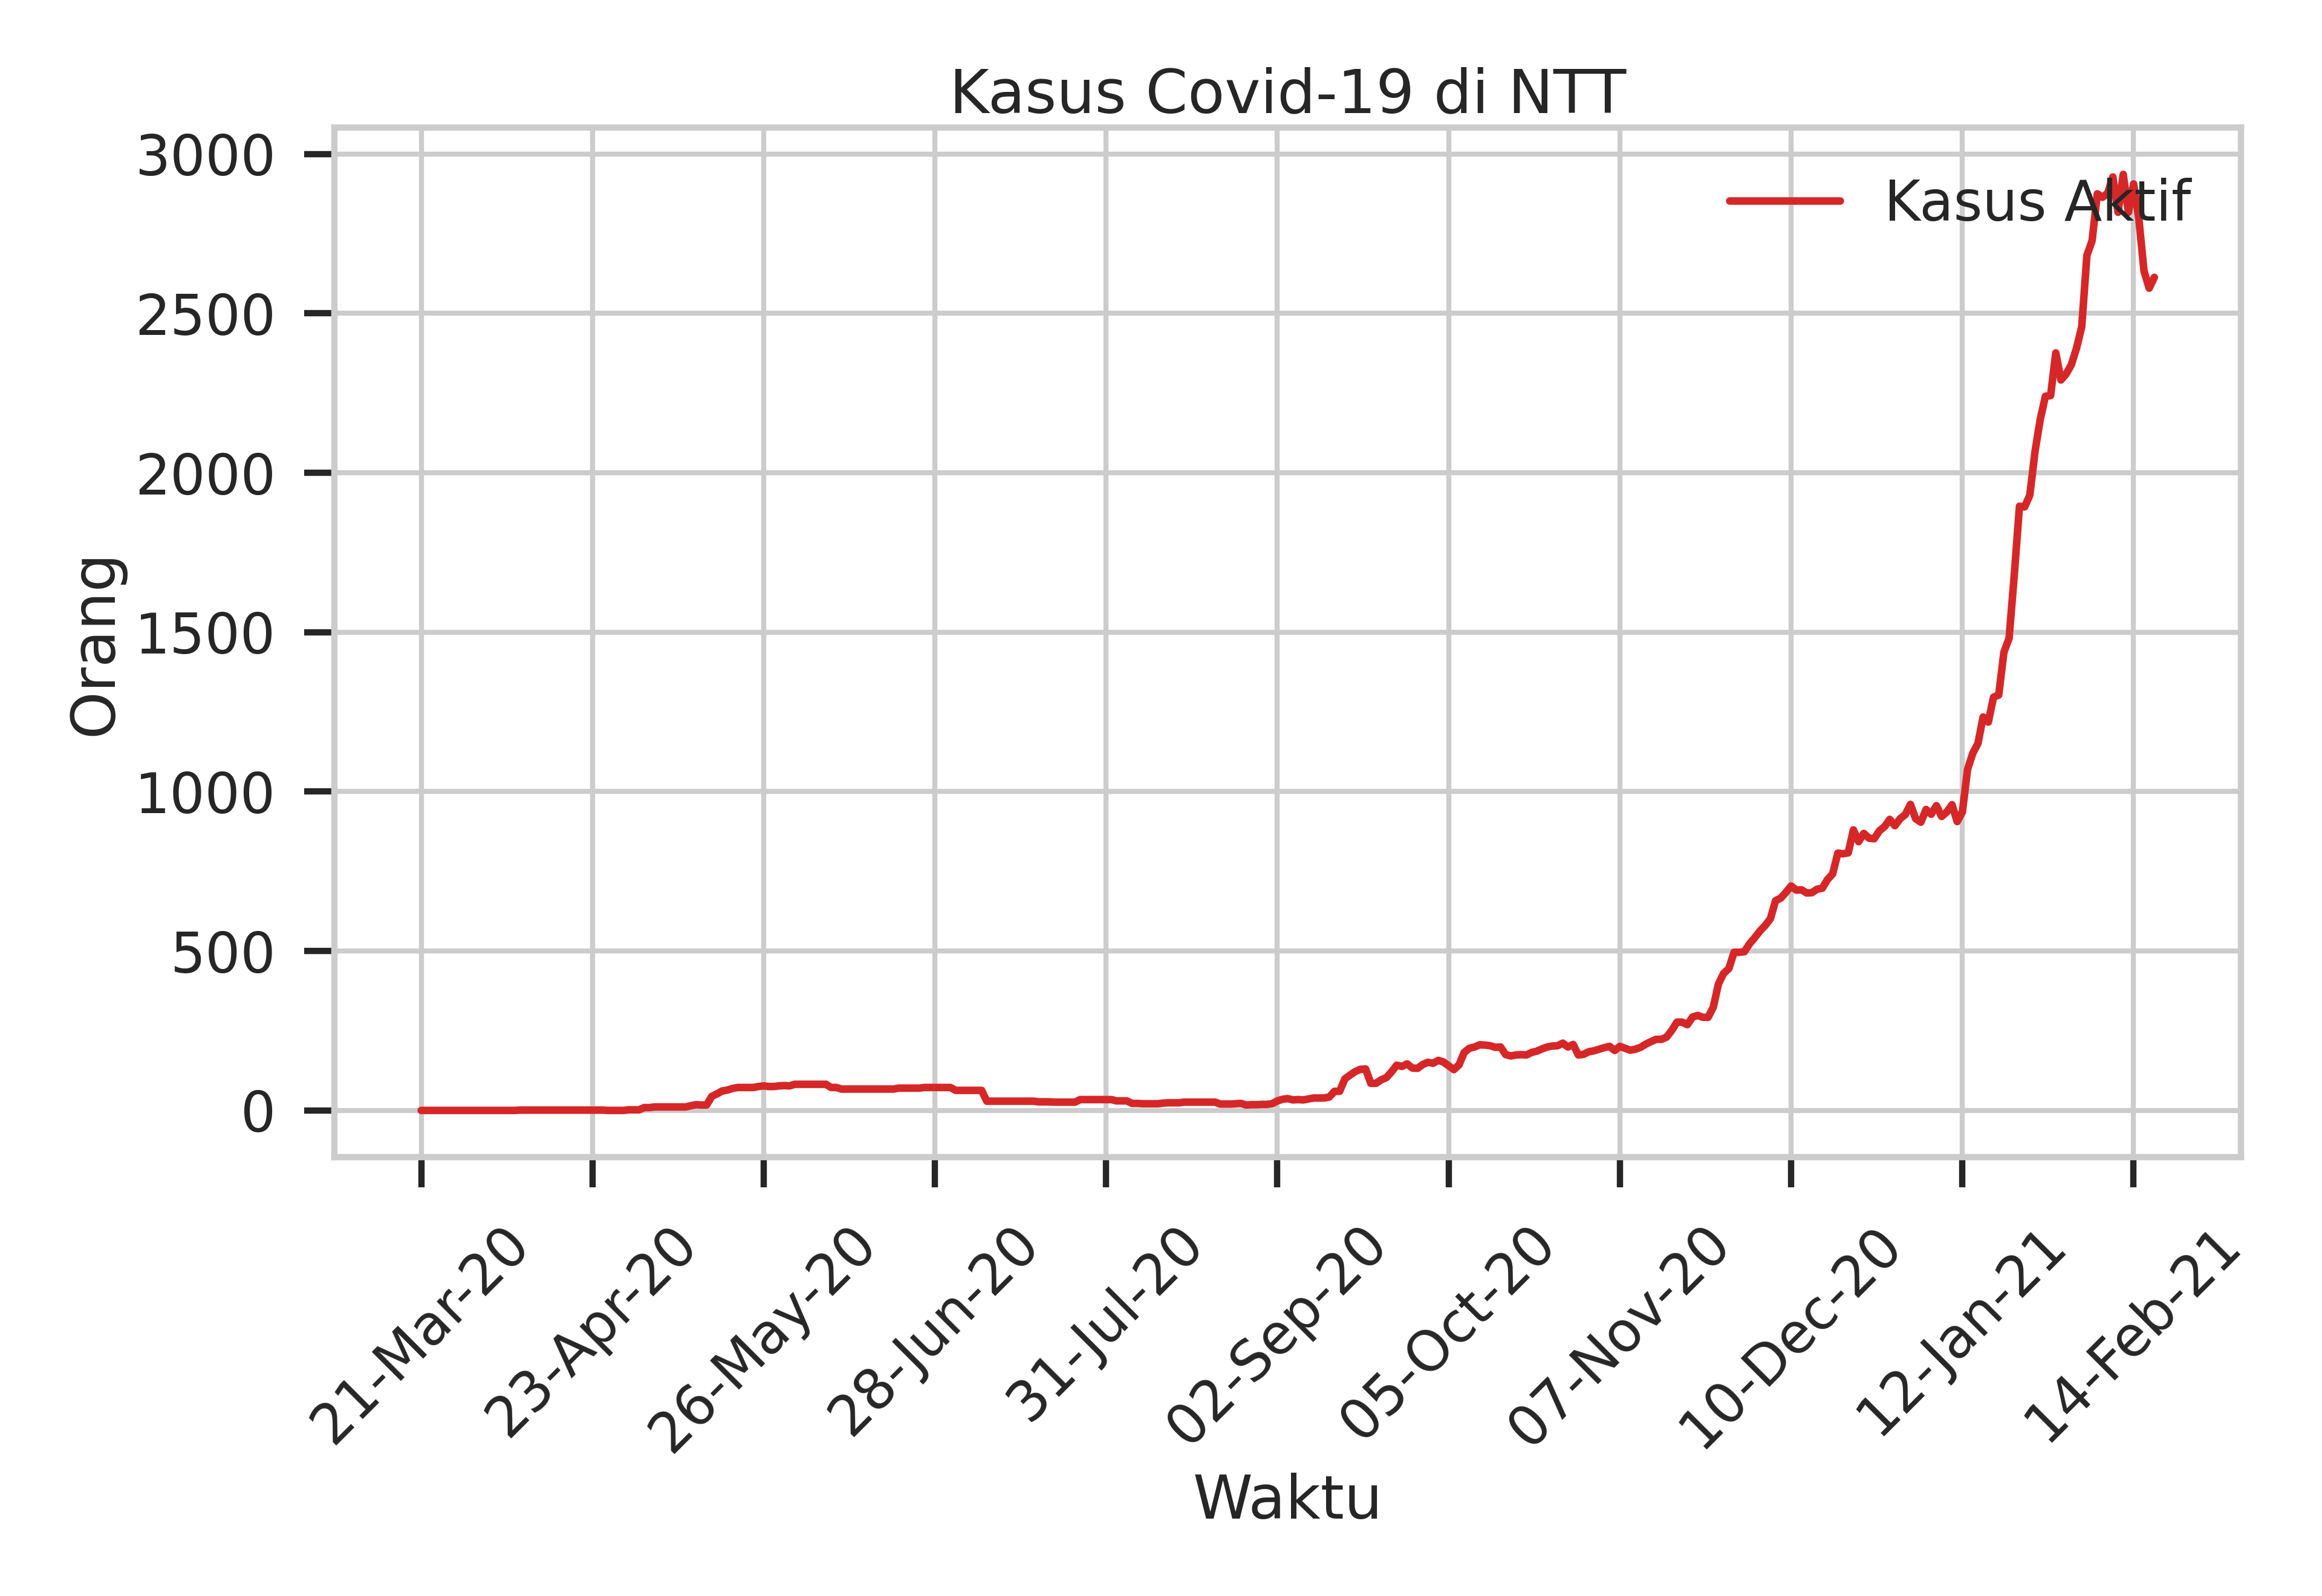 Kasus Covid-19 di NTT
Kasus Aktif
3000
2500
2000
1500
1000
500
0
Orang
21-Mar-20
23-Apr-20
26-May-20
28-Jun-20
31-Jul-20
02-Sep-20
05-Oct-20
07-Nov-20
10-Dec-20
12-Jan-21
14-Feb-21
Waktu